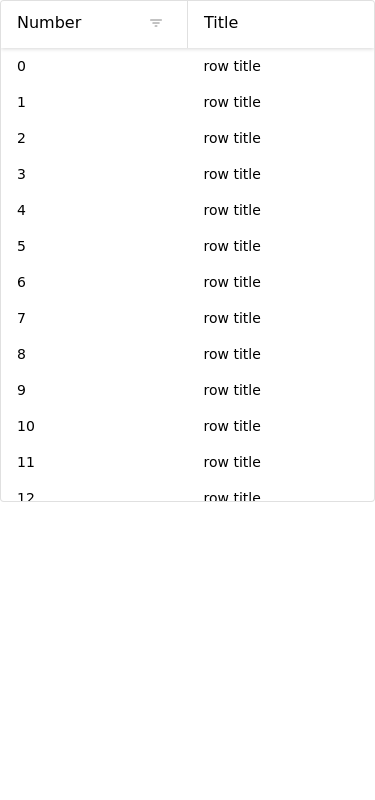 Number Title
0 row title
1 row title
2 row title
3 row title
4 row title
5 row title
6 row title
7 row title
8 row title
9 row title
10 row title
11 row title
12 row title